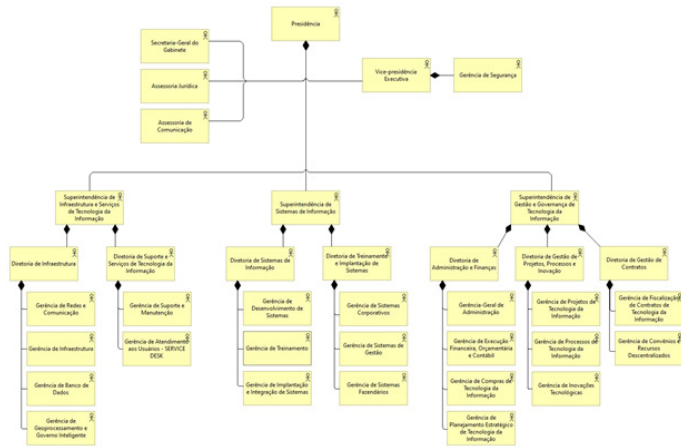 Presidência
Secretaria-Geral do
Gabinete
Vice-presidência
Executiva
Gerência de Segurança
Assessoria Jurídica
Assessoria de
Comunicação
Superintendência de
Infraestrutura e Serviços
de Tecnologia da
Informação
Superintendência de
Sistemas de Informação
Superintendência de
Gestão e Governança de
Tecnologia da
Informação
Diretoria de Infraestrutura
Diretoria de Suporte e
Serviços de Tecnologia da
Informação
Diretoria de Sistemas de
Informação
Diretoria de Treinamento
e Implantação de
Sistemas
Diretoria de
Administração e Finanças
Diretoria de Gestão de
Projetos, Processos e
Inovação
Diretoria de Gestão de
Contratos
Gerência de Redes e
Comunicação
Gerência de Infraestrutura
Gerência de Banco de
Dados
Gerência de
Geoprocessamento e
Governo Inteligente
Gerência de Suporte e
Manutenção
Gerência de Atendimento
aos Usuários - SERVICE
DESK
Gerência de
Desenvolvimento de
Sistemas
Gerência de Treinamento
Gerência de Implantação e
Integração de Sistemas
Gerência de Sistemas
Corporativos
Gerência de Sistemas de
Gestão
Gerência de Sistemas
Fazendários
Gerência-Geral de
Administração
Gerência de Execução
Financeira, Orçamentária
e Contábil
Gerência de Compras de
Tecnologia da
Informação
Gerência de
Planejamento Estratégico
de Tecnologia da
Informação
Gerência de Projetos de
Tecnologia da
Informação
Gerência de Processos de
Tecnologia da
Informação
Gerência de Inovações
Tecnológicas
Gerência de Fiscalização
de Contratos de
Tecnologia da
Informação
Gerência de Convênios e
Recursos
Descentralizados